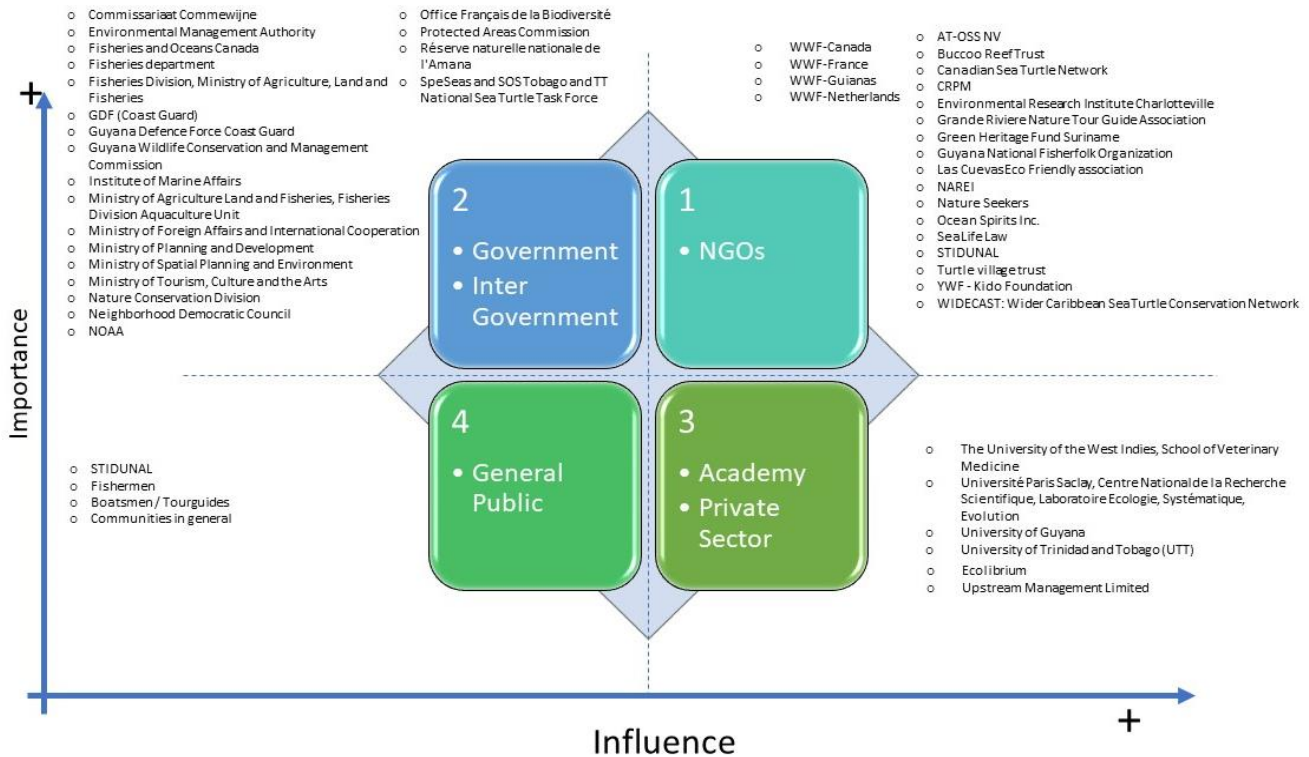 Commissariaat Commewijne
Environmental Management Authority
Fisheries and Oceans Canada
Fisheries department
Fisheries Division, Ministry of Agriculture, Land and
Fisheries
GDF (Coast Guard)
Guyana Defence Force Coast Guard
Guyana Wildlife Conservation and Management
Commission
Institute of Marine Affairs
Ministry of Agriculture Land and Fisheries, Fisheries
Division Aquaculture Unit
Ministry of Foreign Affairs and International Cooperation
Ministry of Planning and Development
Ministry of Spatial Planning and Environment
Ministry of Tourism, Culture and the Arts
Nature Conservation Division
Neighborhood Democratic Council
NOAA
Office Français de la Biodiversité
Protected Areas Commission
Réserve naturelle nationale de
l'Amana
SpeSeas and SOS Tobago and TT
National Sea Turtle Task Force
WWF-Canada
WWF-France
WWF-Guianas
WWF-Netherlands
AT-OSS NV
Buccoo Reef Trust
Canadian Sea Turtle Network
CRPM
Environmental Research Institute Charlotteville
Grande Riviere Nature Tour Guide Association
Green Heritage Fund Suriname
Guyana National Fisherfolk Organization
Las Cuevas Eco Friendly association
NAREI
Nature Seekers
Ocean Spirits Inc.
SeaLifeLaw
STIDUNAL
Turtle village trust
YWF - Kido Foundation
WIDECAST: Wider Caribbean Sea Turtle Conservation Network
+
Importance
2
• Government
• Inter
Government
1
• NGOs
4
• General
Public
3
• Academy
• Private
Sector
STIDUNAL
Fishermen
Boatsmen / Tourguides
Communities in general
The University of the West Indies, School of Veterinary
Medicine
Université Paris Saclay, Centre National de la Recherche
Scientifique, Laboratoire Ecologie, Systématique,
Evolution
University of Guyana
University of Trinidad and Tobago (UTT)
Ecolibrium
Upstream Management Limited
+
Influence